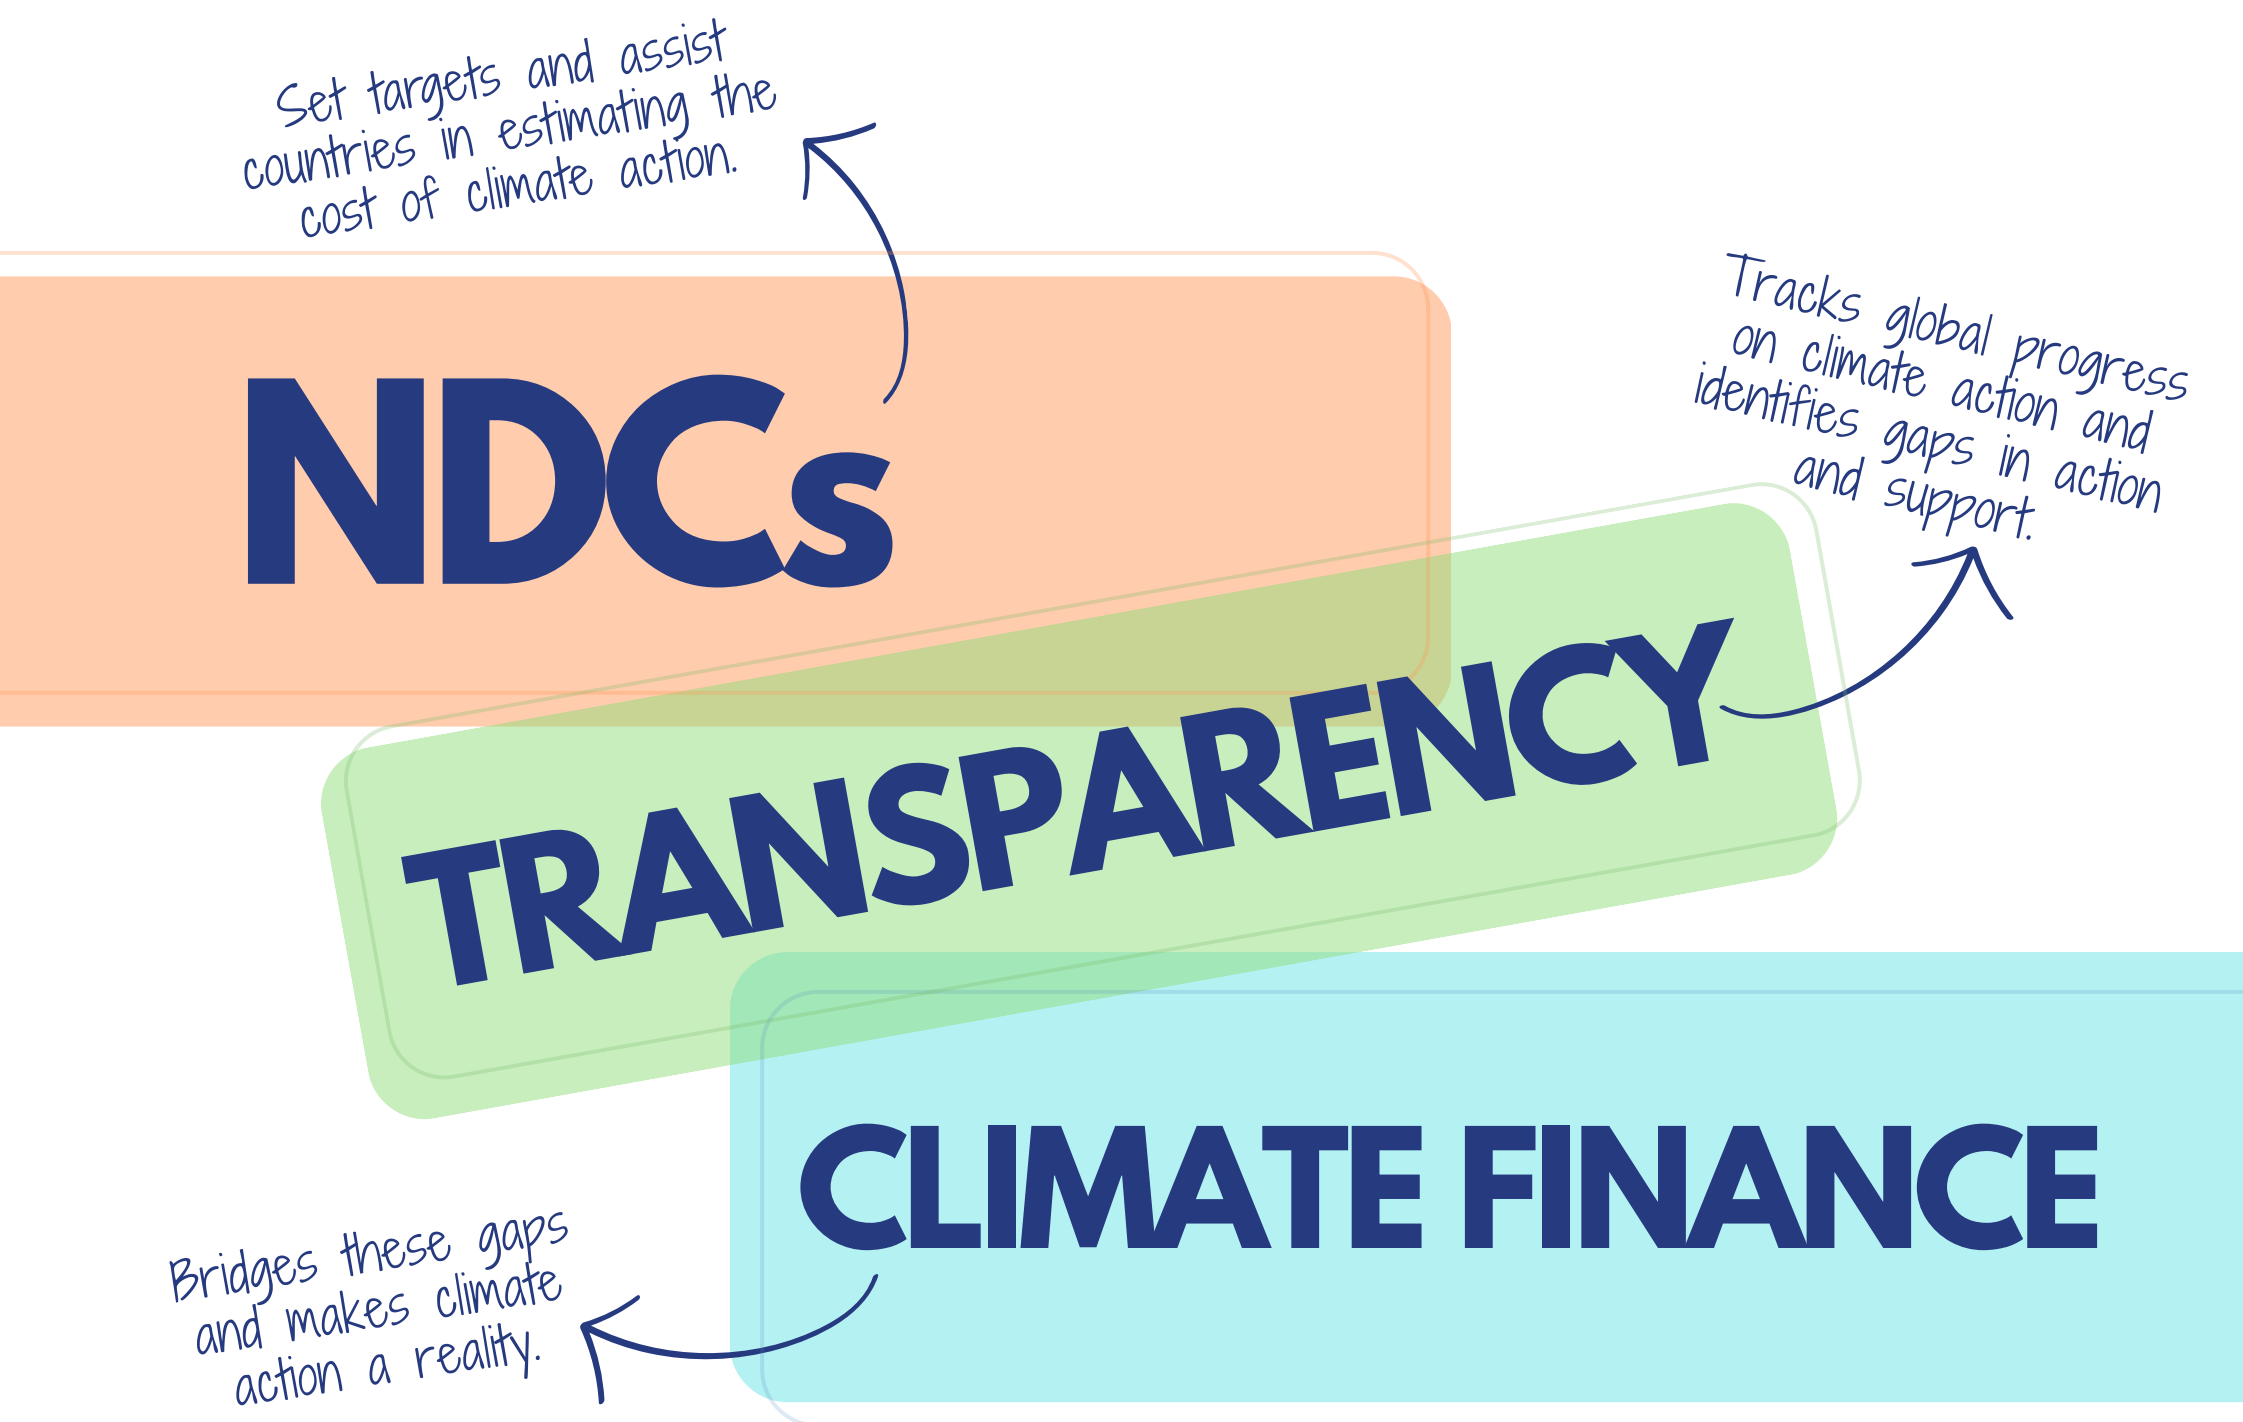 Set targets and assist
countries in estimating the
cost of climate action.
NDCs
Tracks global progress
on climate action and
identifies gaps in action
and support.
TRANSPARENCY
CLIMATE FINANCE
Bridges these gaps
and makes climate
action a reality.